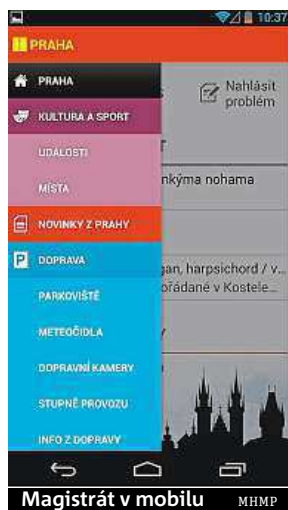 10:37
PRAHA
PRAHA
KULTURA A SPORT
UDÁLOSTI
MÍSTA
NOVINKY Z PRAHY
P DOPRAVA
PARKOVIŠTĚ
METEOČIDLA
DOPRAVNÍ KAMERY
STUPNĚ PROVOZU
INFO Z DOPRAVY
Nahlásit
problém
nkýma nohama
gan, harpsichord / v...
ořádané v Kostele...
Magistrát v mobilu MHMP